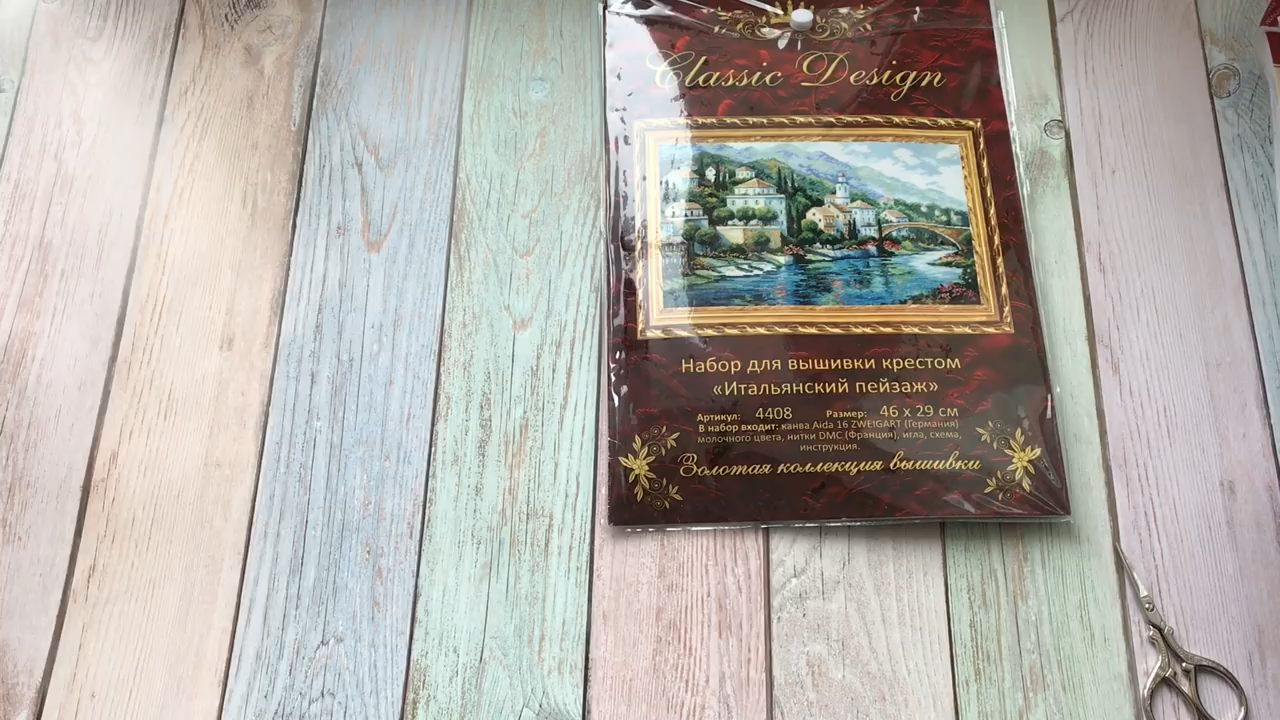 Classic Design
Набор для вышивки крестом
«Итальянский пейзаж»
Артикул: 4408 Размер: 46 x 29 см
В набор входит: канва Aida 16 ZWEIGART (Германия)
молочного цвета, нитки DMC (Франция), игла, схема,
инструкция.
Золотая коллекция вышивки